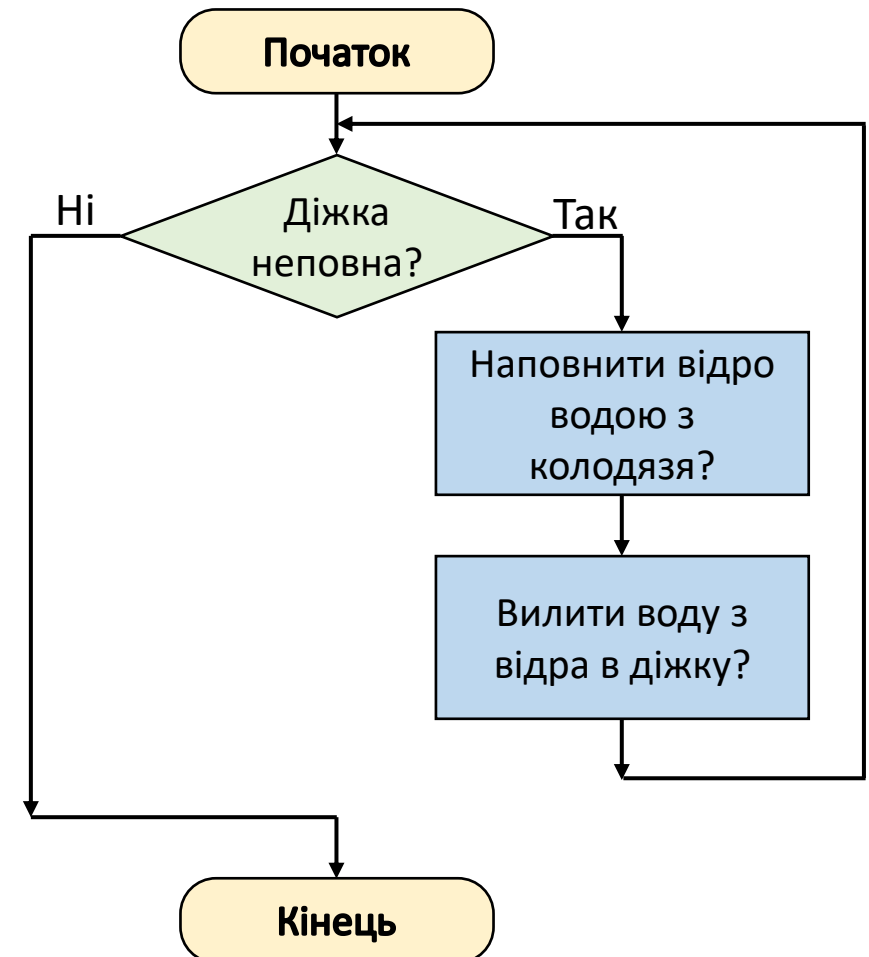 Початок
Ні
Діжка
неповна?
Так
Наповнити відро
водою з
колодязя?
Вилити воду з
відра в діжку?
Кінець